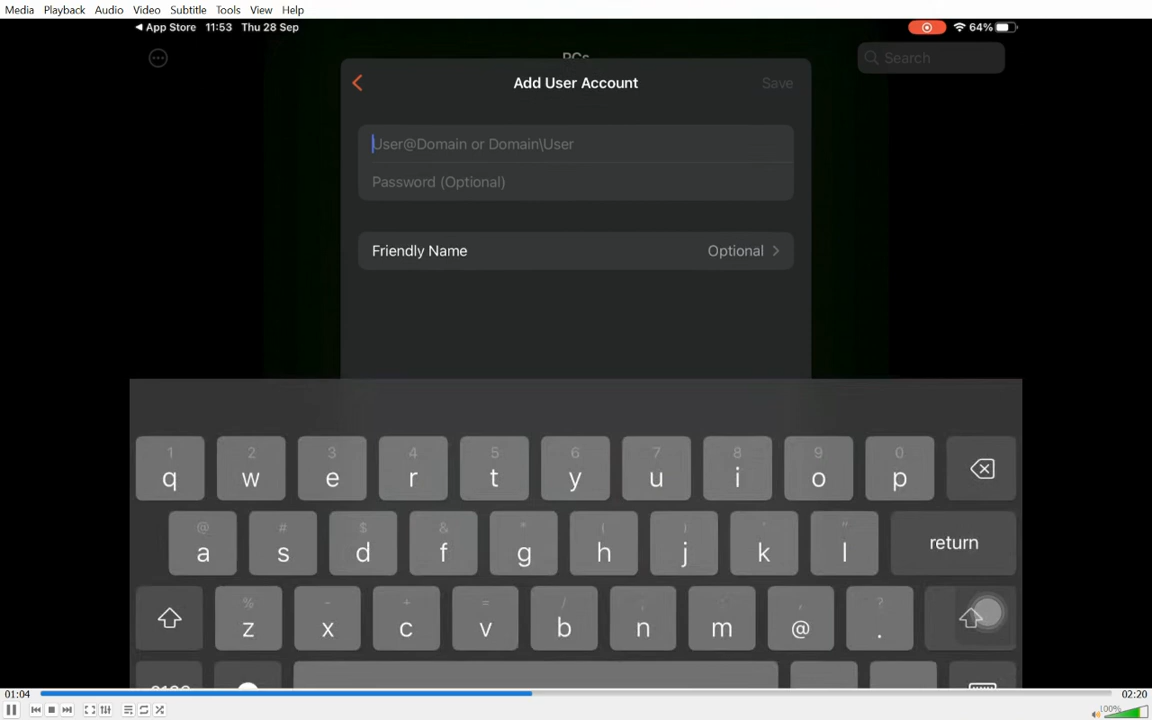 Media Playback Audio Video Subtitle Tools View Help
App Store 11:53 Thu 28 Sep 64%
Search
Add User Account Save
User@Domain or Domain\User
Password (Optional)
Friendly Name Optional
1 2 3 4 5 6 7 8 9 0
q w e r t y u i o p
@ # $ & * ( ) ' "
a s d f g h j k l return
% - + = / ; , ?
z x c v b n m @ .
01:04 02:20
100%